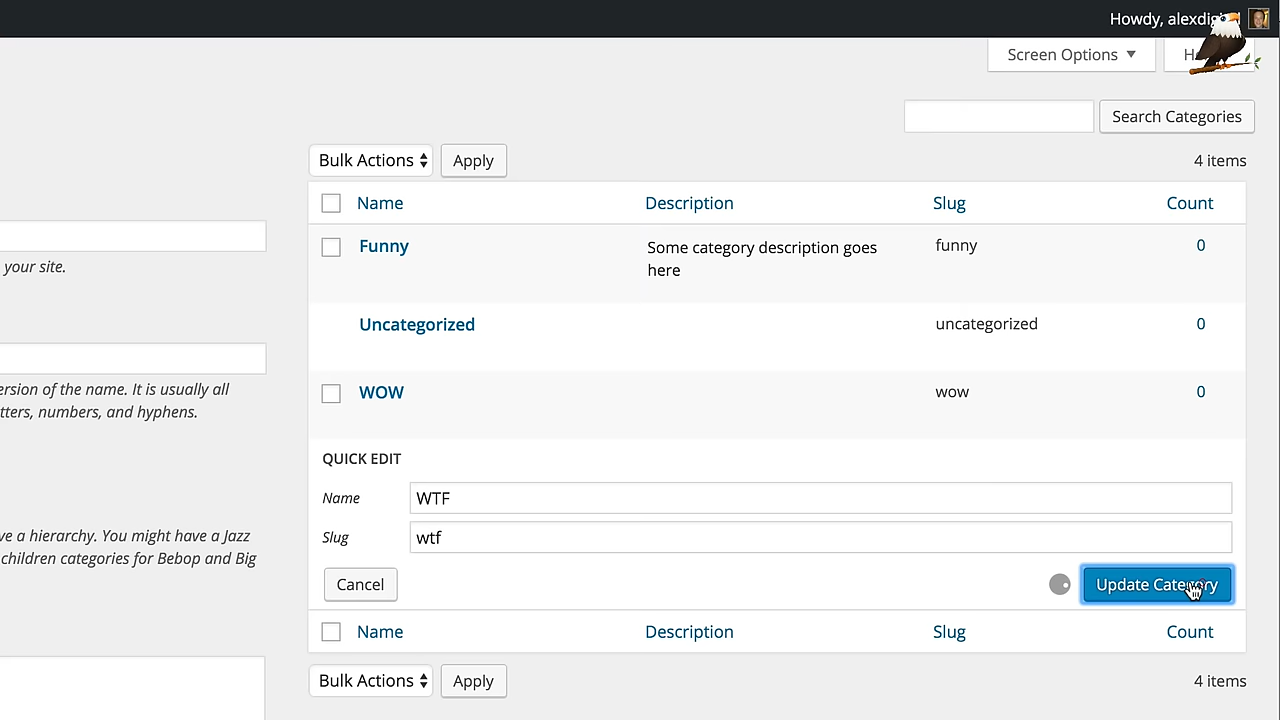 Howdy, alexdig
Screen Options
Search Categories
Bulk Actions Apply 4 items
Name Description Slug Count
Funny Some category description goes here funny 0
your site.
Uncategorized uncategorized 0
ersion of the name. It is usually all
tters, numbers, and hyphens.
WOW wow 0
QUICK EDIT
Name WTF
Slug wtf
ve a hierarchy. You might have a Jazz
children categories for Bebop and Big
Cancel Update Category
Name Description Slug Count
Bulk Actions Apply 4 items